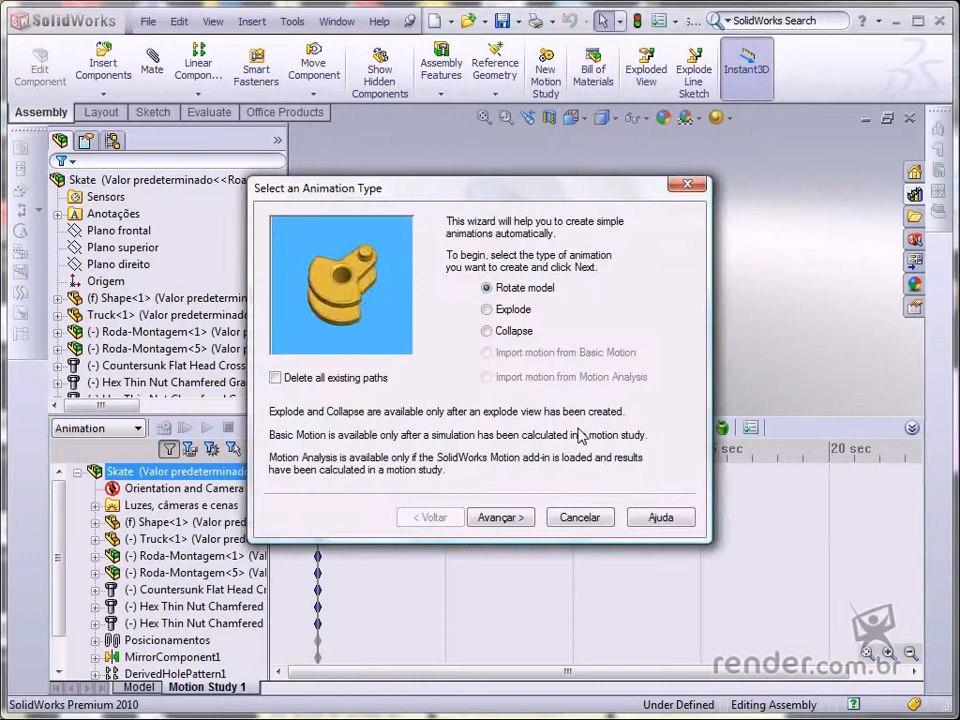 SolidWorks
File Edit View Insert Tools Window Help
s... SolidWorks Search
Edit Component
Insert Components
Mate
Linear Compon...
Smart Fasteners
Move Component
Show Hidden Components
Assembly Features
Reference Geometry
New Motion Study
Bill of Materials
Exploded View
Explode Line Sketch
Instant3D
Assembly Layout Sketch Evaluate Office Products
Skate (Valor predeterminado<<Roa
Sensors
Anotações
Plano frontal
Plano superior
Plano direito
Origem
(f) Shape<1> (Valor predetermina
Truck<1> (Valor predeterminado<
(-) Roda-Montagem<1> (Valor
(-) Roda-Montagem<5> (Valor
(-) Countersunk Flat Head Cross
(-) Hex Thin Nut Chamfered Gra
Select an Animation Type
This wizard will help you to create simple
animations automatically.
To begin, select the type of animation
you want to create and click Next.
Rotate model
Explode
Collapse
Import motion from Basic Motion
Import motion from Motion Analysis
Delete all existing paths
Explode and Collapse are available only after an explode view has been created.
Basic Motion is available only after a simulation has been calculated in motion study.
Motion Analysis is available only if the SolidWorks Motion add-in is loaded and results
have been calculated in a motion study.
< Voltar Avançar > Cancelar Ajuda
Animation
sec 20 sec
Skate (Valor predeterminado
Orientation and Camera
Luzes, câmeras e cenas
(f) Shape<1> (Valor
(-) Truck<1> (Valor
(-) Roda-Montagem<1> (V
(-) Roda-Montagem<5> (V
(-) Countersunk Flat Head C
(-) Hex Thin Nut Chamfered
(-) Hex Thin Nut Chamfered
Posicionamentos
MirrorComponent1
DerivedHolePattern1
Model Motion Study 1
render.com.br
SolidWorks Premium 2010 Under Defined Editing Assembly